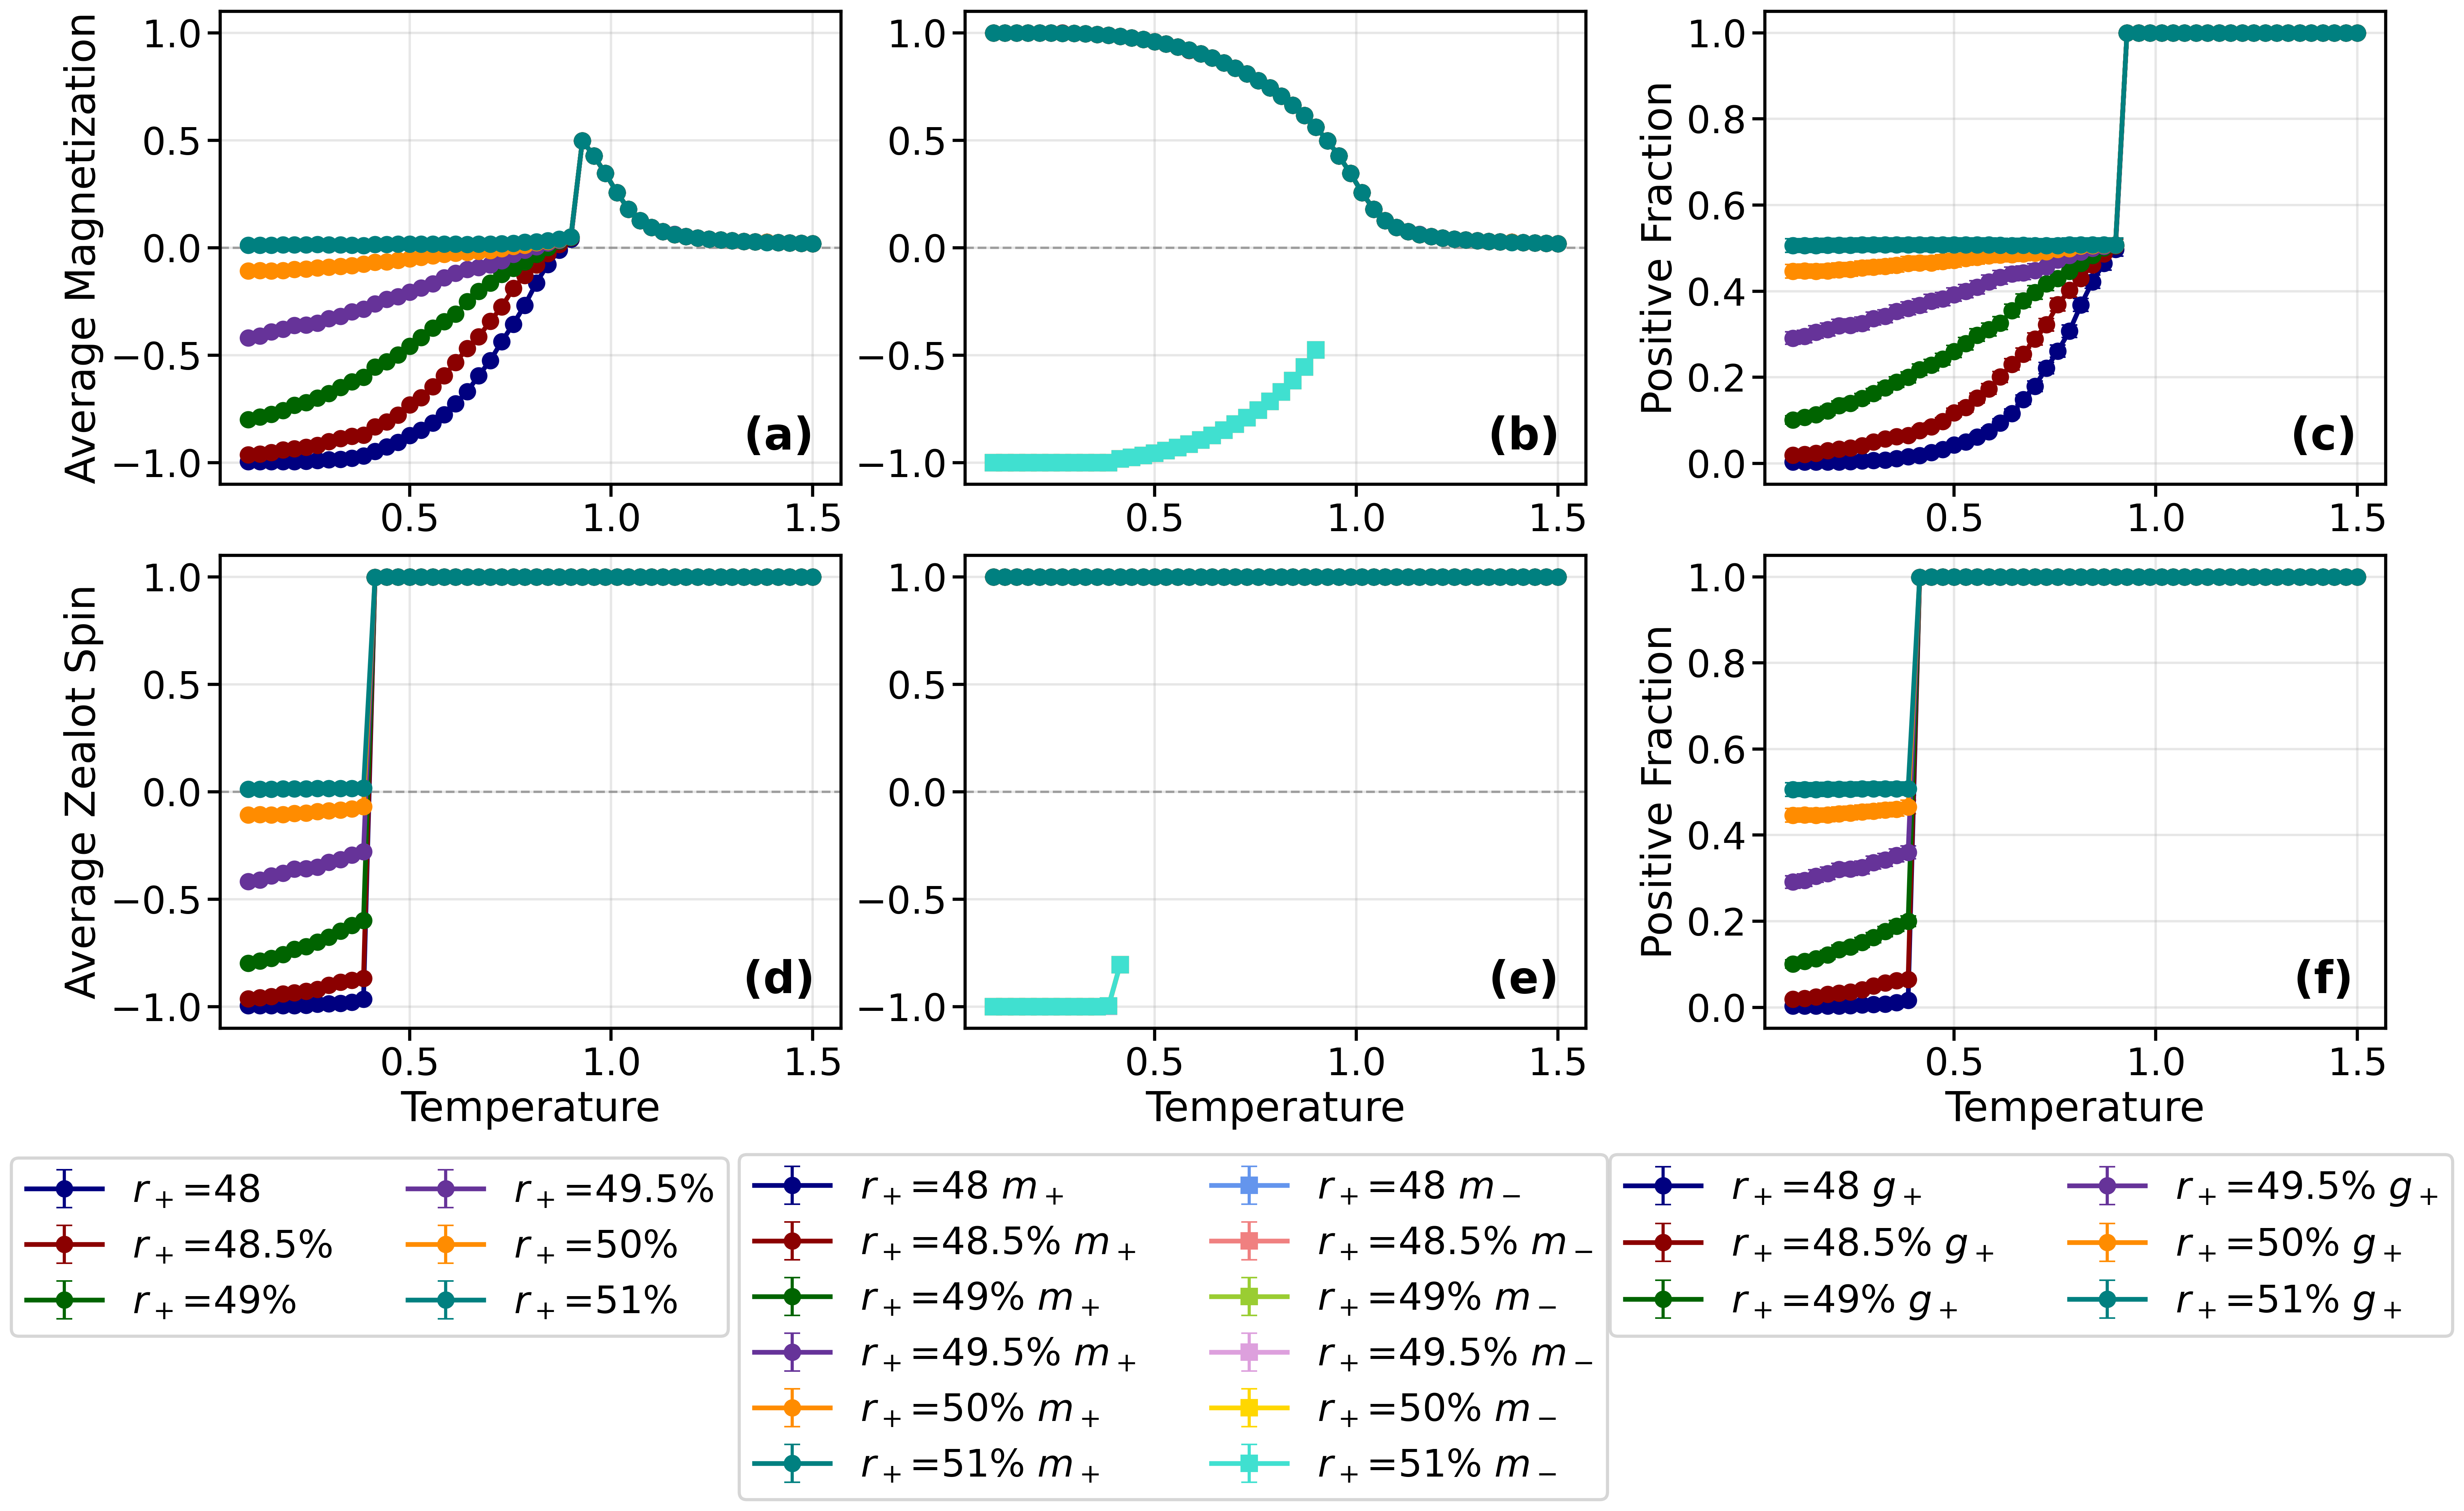 Average Magnetization
1.0
0.5
0.0
−0.5
−1.0
0.5 1.0 1.5
(a)
1.0
0.5
0.0
−0.5
−1.0
0.5 1.0 1.5
(b)
Positive Fraction
1.0
0.8
0.6
0.4
0.2
0.0
0.5 1.0 1.5
(c)
Average Zealot Spin
1.0
0.5
0.0
−0.5
−1.0
0.5 1.0 1.5
Temperature
(d)
1.0
0.5
0.0
−0.5
−1.0
0.5 1.0 1.5
Temperature
(e)
Positive Fraction
1.0
0.8
0.6
0.4
0.2
0.0
0.5 1.0 1.5
Temperature
(f)
r₊=48
r₊=48.5%
r₊=49%
r₊=49.5%
r₊=50%
r₊=51%
r₊=48 m₊
r₊=48.5% m₊
r₊=49% m₊
r₊=49.5% m₊
r₊=50% m₊
r₊=51% m₊
r₊=48 m₋
r₊=48.5% m₋
r₊=49% m₋
r₊=49.5% m₋
r₊=50% m₋
r₊=51% m₋
r₊=48 g₊
r₊=48.5% g₊
r₊=49% g₊
r₊=49.5% g₊
r₊=50% g₊
r₊=51% g₊